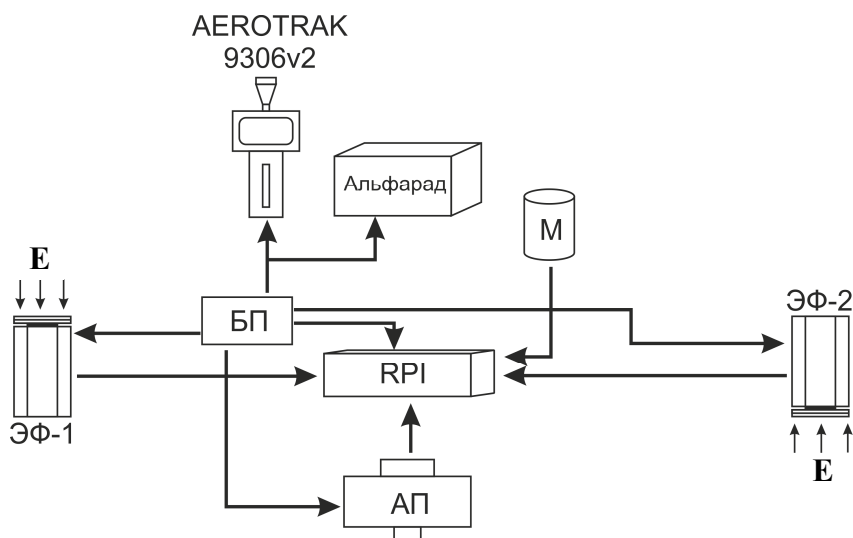 AEROTRAK
9306v2
Альфарад
М
E
БП
ЭФ-2
RPI
ЭФ-1
АП
E